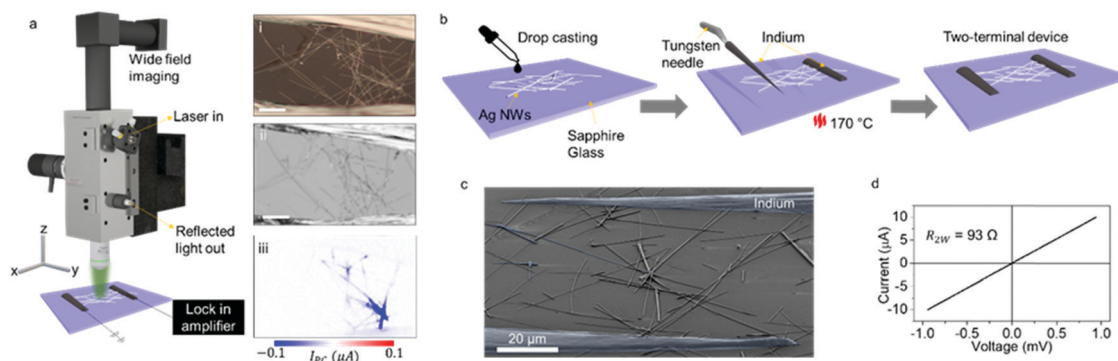 a
Wide field
imaging
Laser in
Reflected
light out
z
x
y
Lock in
amplifier
i
ii
iii
−0.1
I_PC (μA)
0.1
b
Drop casting
Ag NWs
Sapphire
Glass
Tungsten
needle
Indium
170 °C
Two-terminal device
c
Indium
20 μm
d
R2W = 93 Ω
Current (μA)
10
5
0
-5
-10
-1.0
-0.5
0.0
0.5
1.0
Voltage (mV)